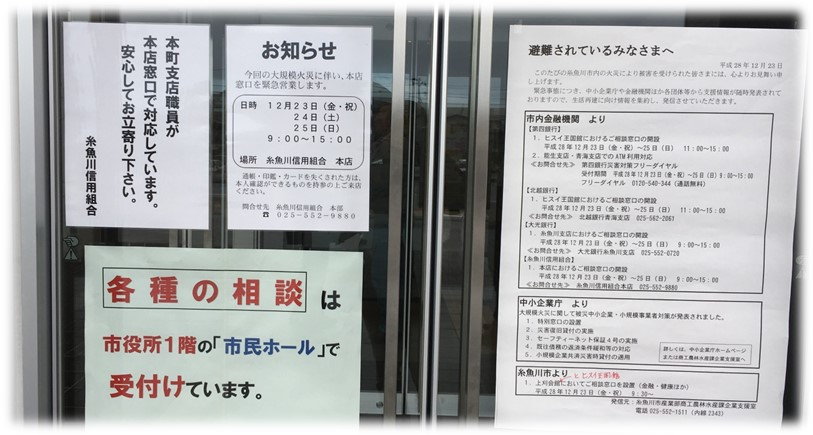 本町支店職員が
本店窓口で対応しています。
安心してお立寄り下さい。
糸魚川信用組合
お知らせ
今回の大規模火災に伴い、本店
窓口を緊急営業します。
日時 12月23日(金・祝)
24日(土)
25日(日)
9:00~15:00
場所 糸魚川信用組合 本店
通帳・印鑑・カードを失くされた方は、
本人確認ができるものを持参の上ご来店
ください。
問合せ先 糸魚川信用組合 本部
☎ 025-552-9880
各種の相談は
市役所1階の「市民ホール」で
受付けています。
避難されているみなさまへ
平成28年12月23日
このたびの糸魚川市内の火災により被害を受けられた皆さまには、心よりお見舞い申
し上げます。
緊急事態につき、中小企業庁や金融機関ほか各団体等から支援情報が随時発表されて
おりますので、生活再建に向け情報を集約し、発信させていただきます。
市内金融機関 より
【第四銀行】
1.ヒスイ王国館におけるご相談窓口の開設
平成28年12月23日(金・祝)~25日(日) 11:00~15:00
2.能生支店・青海支店でのATM利用対応
≪お問合せ先≫ 第四銀行災害対策フリーダイヤル
受付期間 平成28年12月23日(金・祝)~25日(日)9:00~15:00
フリーダイヤル 0120-540-344(通話無料)
【北越銀行】
1.ヒスイ王国館におけるご相談窓口の開設
平成28年12月23日(金・祝)~25日(日) 11:00~15:00
≪お問合せ先≫ 北越銀行青海支店 025-562-2061
【大光銀行】
1.糸魚川支店におけるご相談窓口の開設
平成28年12月23日(金・祝)~25日(日) 9:00~15:00
≪お問合せ先≫ 大光銀行糸魚川支店 025-552-0720
【糸魚川信用組合】
1.本店におけるご相談窓口の開設
平成28年12月23日(金・祝)~25日(日) 9:00~15:00
≪お問合せ先≫ 糸魚川信用組合本店 025-552-9880
中小企業庁 より
大規模火災に関して被災中小企業・小規模事業者対策が発表されました。
1.特別窓口の設置
2.災害復旧貸付の実施
3.セーフティーネット保証4号の実施
4.既往債務の返済条件緩和等の対応
5.小規模企業共済災害時貸付の適用
詳しくは、中小企業庁ホームページ
または商工農林水産課企業支援室へ
糸魚川市より
とヒスイ王国館
1.上刈会館においてご相談窓口を設置(金融・健康ほか)
平成28年12月23日(金・祝) 9:30~
発信元:糸魚川市産業部商工農林水産課企業支援室
電話 025-552-1511(内線2343)